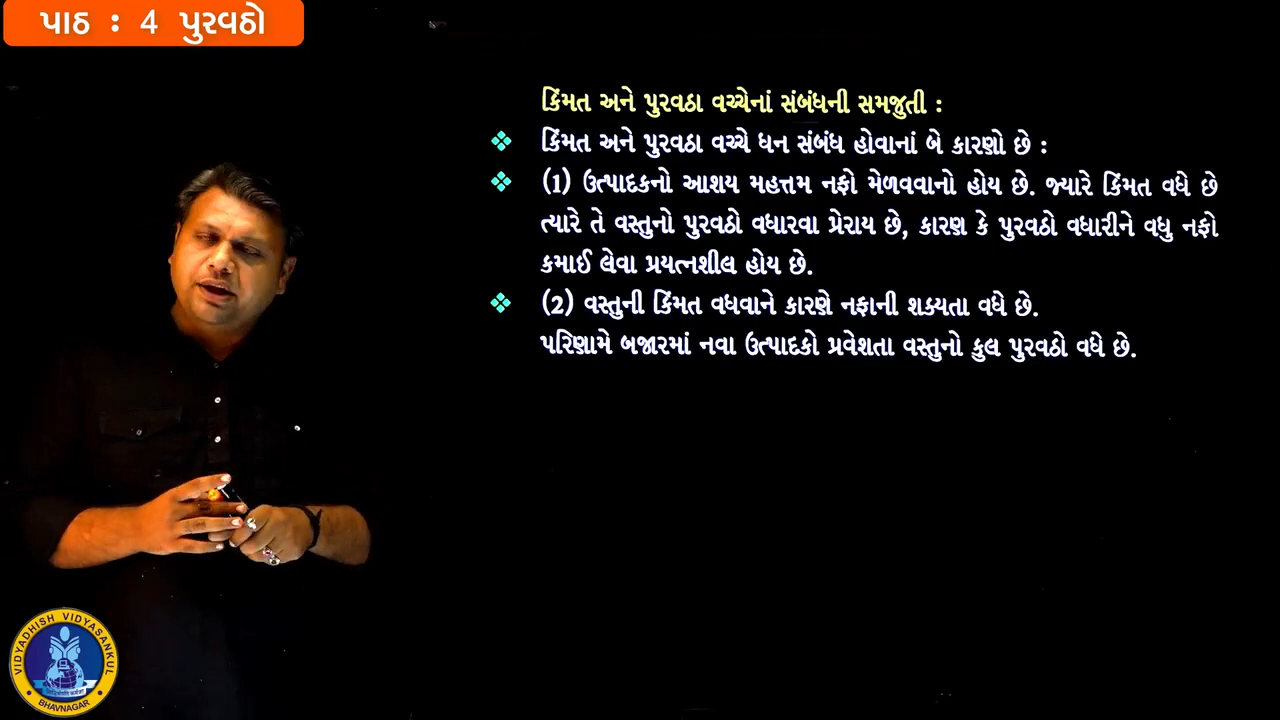 પાઠ : 4 પુરવઠો
કિંમત અને પુરવઠા વચ્ચેનાં સંબંધની સમજુતી :
❖ કિંમત અને પુરવઠા વચ્ચે ધન સંબંધ હોવાનાં બે કારણો છે :
❖ (1) ઉત્પાદકનો આશય મહત્તમ નફો મેળવવાનો હોય છે. જ્યારે કિંમત વધે છે
ત્યારે તે વસ્તુનો પુરવઠો વધારવા પ્રેરાય છે, કારણ કે પુરવઠો વધારીને વધુ નફો
કમાઈ લેવા પ્રયત્નશીલ હોય છે.
❖ (2) વસ્તુની કિંમત વધવાને કારણે નફાની શક્યતા વધે છે.
પરિણામે બજારમાં નવા ઉત્પાદકો પ્રવેશતા વસ્તુનો કુલ પુરવઠો વધે છે.
VIDYADHISH VIDYASANKUL
BHAVNAGAR